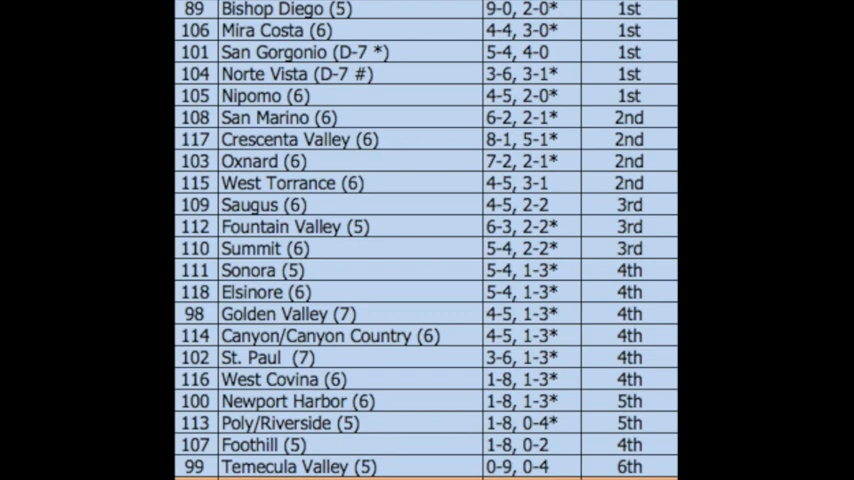 89 Bishop Diego (5) 9-0, 2-0* 1st
106 Mira Costa (6) 4-4, 3-0* 1st
101 San Gorgonio (D-7 *) 5-4, 4-0 1st
104 Norte Vista (D-7 #) 3-6, 3-1* 1st
105 Nipomo (6) 4-5, 2-0* 1st
108 San Marino (6) 6-2, 2-1* 2nd
117 Crescenta Valley (6) 8-1, 5-1* 2nd
103 Oxnard (6) 7-2, 2-1* 2nd
115 West Torrance (6) 4-5, 3-1 2nd
109 Saugus (6) 4-5, 2-2 3rd
112 Fountain Valley (5) 6-3, 2-2* 3rd
110 Summit (6) 5-4, 2-2* 3rd
111 Sonora (5) 5-4, 1-3* 4th
118 Elsinore (6) 5-4, 1-3* 4th
98 Golden Valley (7) 4-5, 1-3* 4th
114 Canyon/Canyon Country (6) 4-5, 1-3* 4th
102 St. Paul (7) 3-6, 1-3* 4th
116 West Covina (6) 1-8, 1-3* 4th
100 Newport Harbor (6) 1-8, 1-3* 5th
113 Poly/Riverside (5) 1-8, 0-4* 5th
107 Foothill (5) 1-8, 0-2 4th
99 Temecula Valley (5) 0-9, 0-4 6th